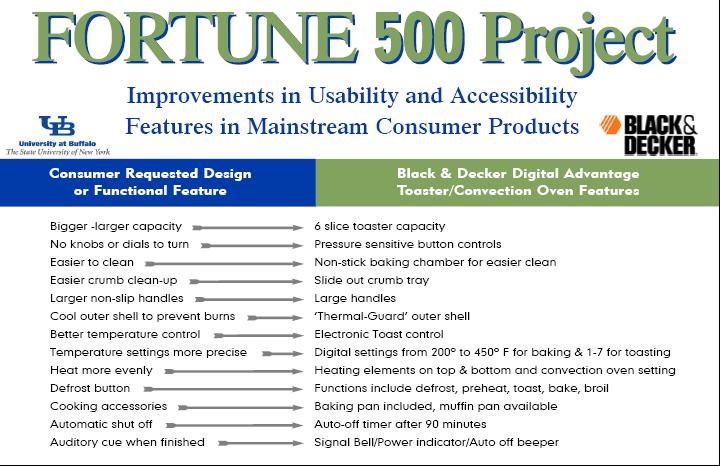 FORTUNE 500 Project
Improvements in Usability and Accessibility
Features in Mainstream Consumer Products
UB
University at Buffalo
The State University of New York
BLACK&
DECKER
Consumer Requested Design
or Functional Feature
Black & Decker Digital Advantage
Toaster/Convection Oven Features
Bigger -larger capacity 6 slice toaster capacity
No knobs or dials to turn Pressure sensitive button controls
Easier to clean Non-stick baking chamber for easier clean
Easier crumb clean-up Slide out crumb tray
Larger non-slip handles Large handles
Cool outer shell to prevent burns ‘Thermal-Guard’ outer shell
Better temperature control Electronic Toast control
Temperature settings more precise Digital settings from 200º to 450º F for baking & 1-7 for toasting
Heat more evenly Heating elements on top & bottom and convection oven setting
Defrost button Functions include defrost, preheat, toast, bake, broil
Cooking accessories Baking pan included, muffin pan available
Automatic shut off Auto-off timer after 90 minutes
Auditory cue when finished Signal Bell/Power indicator/Auto off beeper